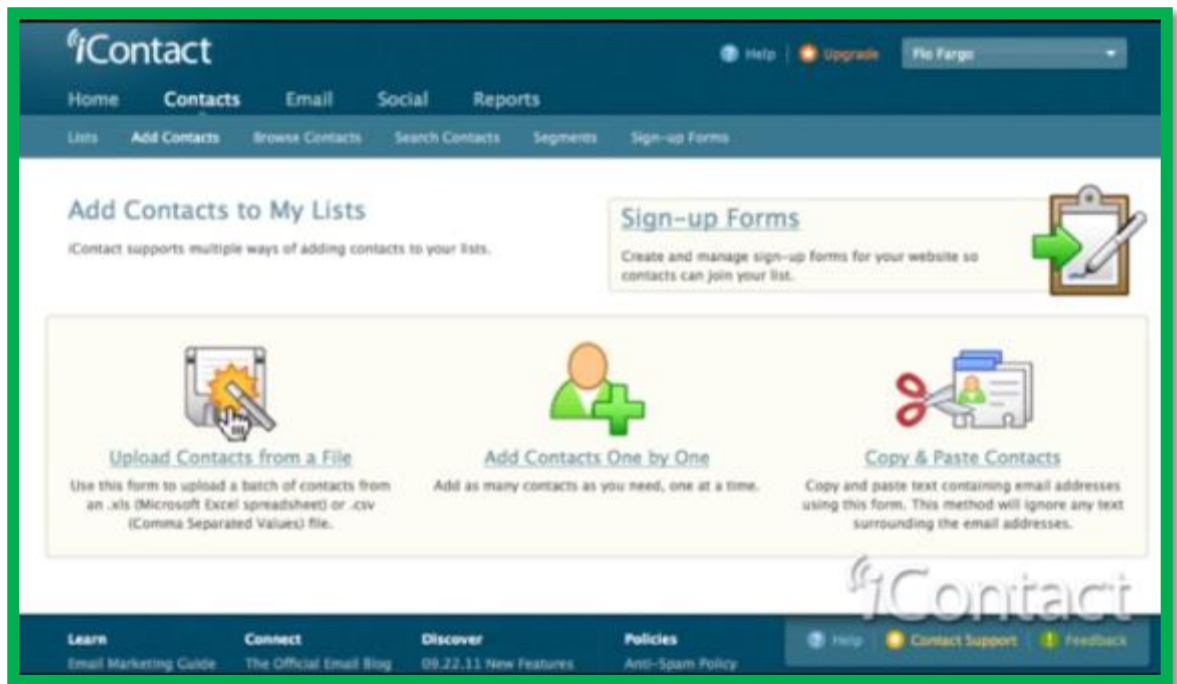 iContact
Help | Upgrade Flo Fargo
Home Contacts Email Social Reports
Lists Add Contacts Browse Contacts Search Contacts Segments Sign-up Forms
Add Contacts to My Lists
iContact supports multiple ways of adding contacts to your lists.
Sign-up Forms
Create and manage sign-up forms for your website so
contacts can join your list.
Upload Contacts from a File
Use this form to upload a batch of contacts from
an .xls (Microsoft Excel spreadsheet) or .csv
(Comma Separated Values) file.
Add Contacts One by One
Add as many contacts as you need, one at a time.
Copy & Paste Contacts
Copy and paste text containing email addresses
using this form. This method will ignore any text
surrounding the email addresses.
iContact
Learn Connect Discover Policies
Email Marketing Guide The Official Email Blog 09.22.11 New Features Anti-Spam Policy
Help | Contact Support | Feedback